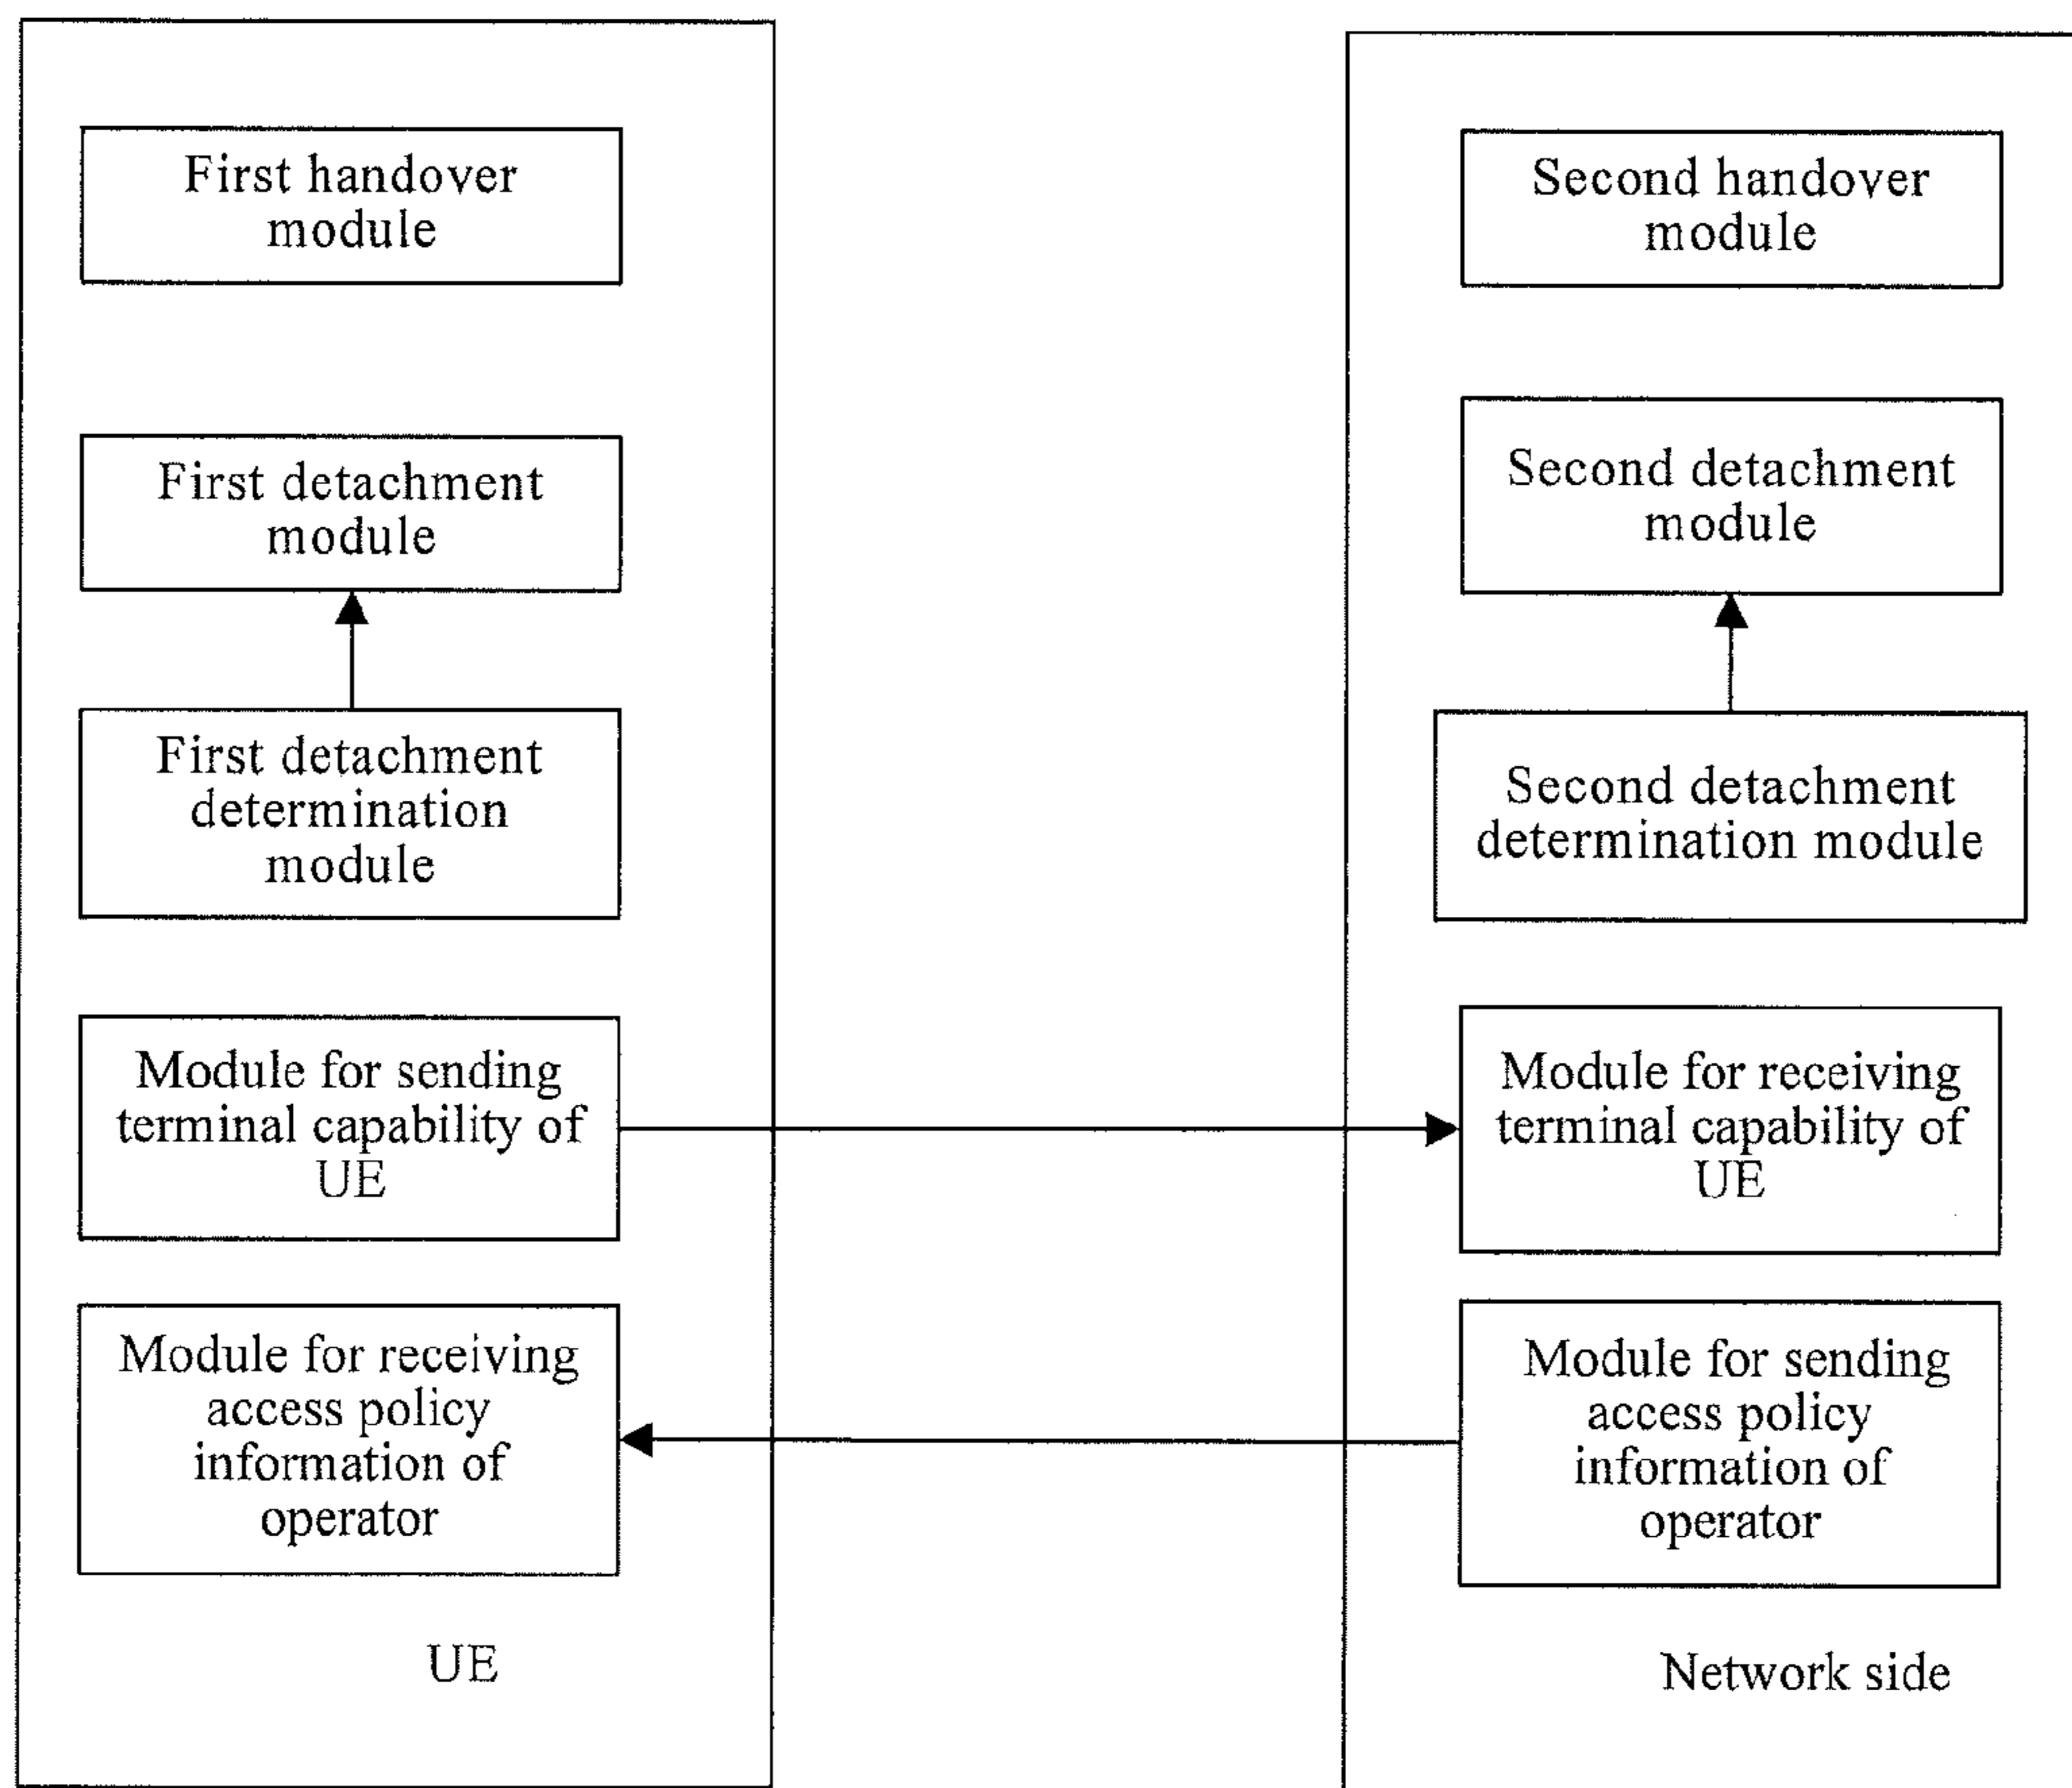 First handover
module
First detachment
module
First detachment
determination
module
Module for sending
terminal capability of
UE
Module for receiving
access policy
information of
operator
UE
Second handover
module
Second detachment
module
Second detachment
determination module
Module for receiving
terminal capability of
UE
Module for sending
access policy
information of
operator
Network side